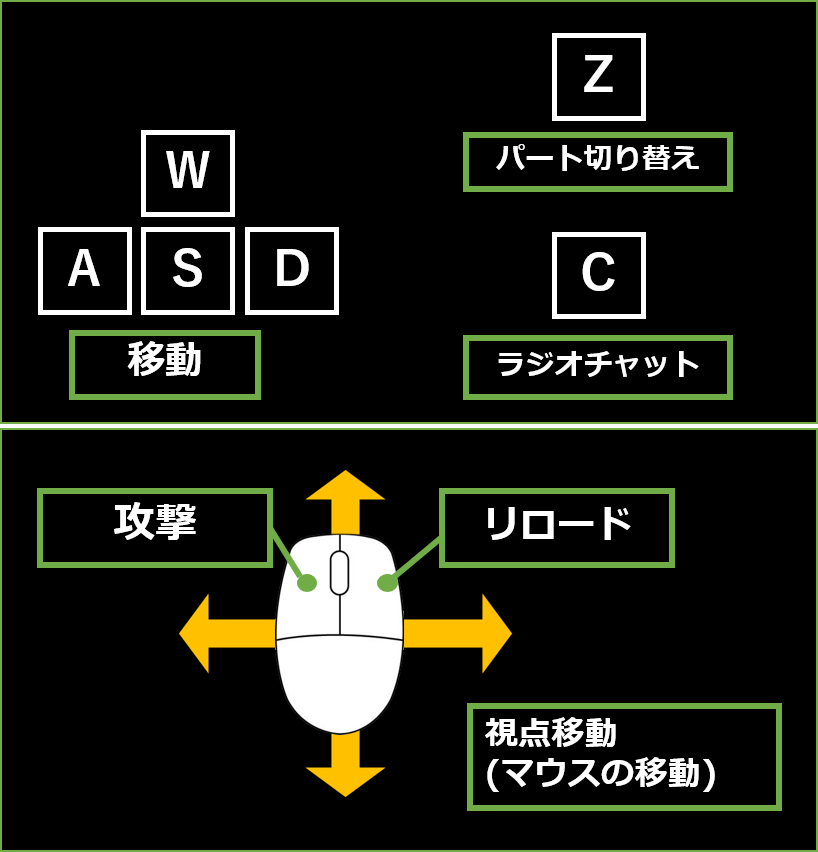 Z
パート切り替え
W
A S D
移動
C
ラジオチャット
攻撃
リロード
視点移動
(マウスの移動)